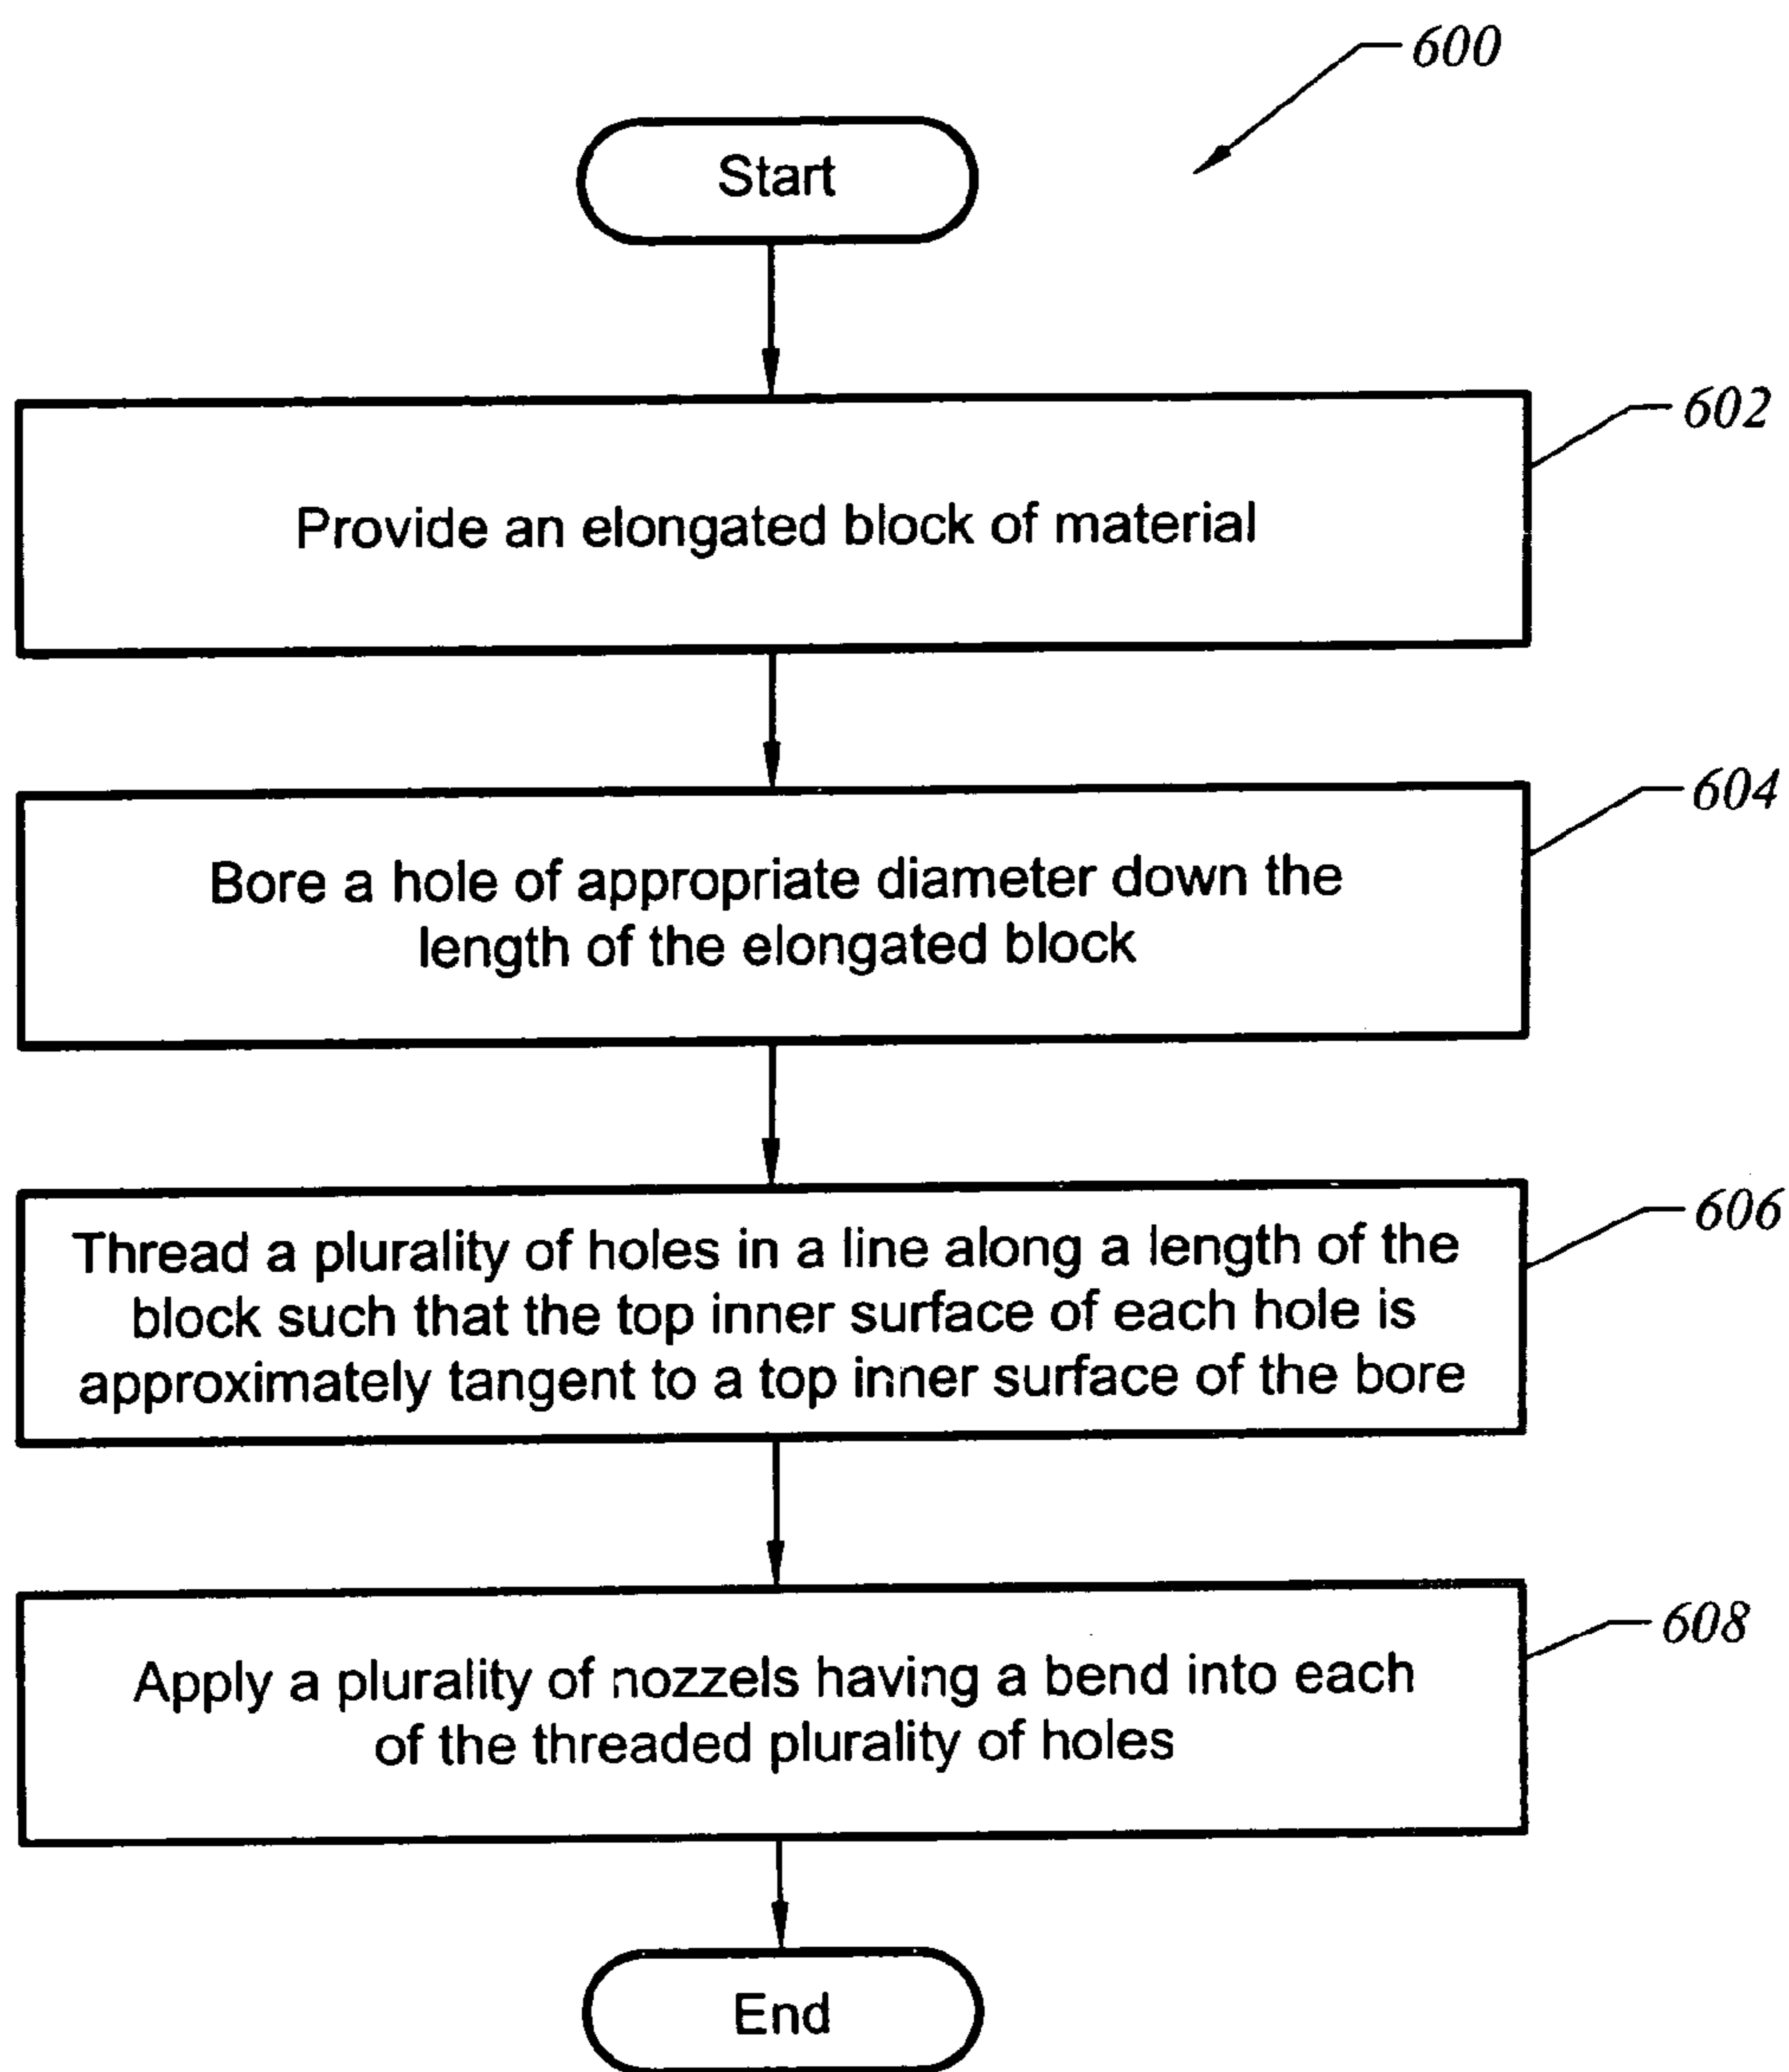 600
Start
602
Provide an elongated block of material
604
Bore a hole of appropriate diameter down the
length of the elongated block
606
Thread a plurality of holes in a line along a length of the
block such that the top inner surface of each hole is
approximately tangent to a top inner surface of the bore
608
Apply a plurality of nozzels having a bend into each
of the threaded plurality of holes
End